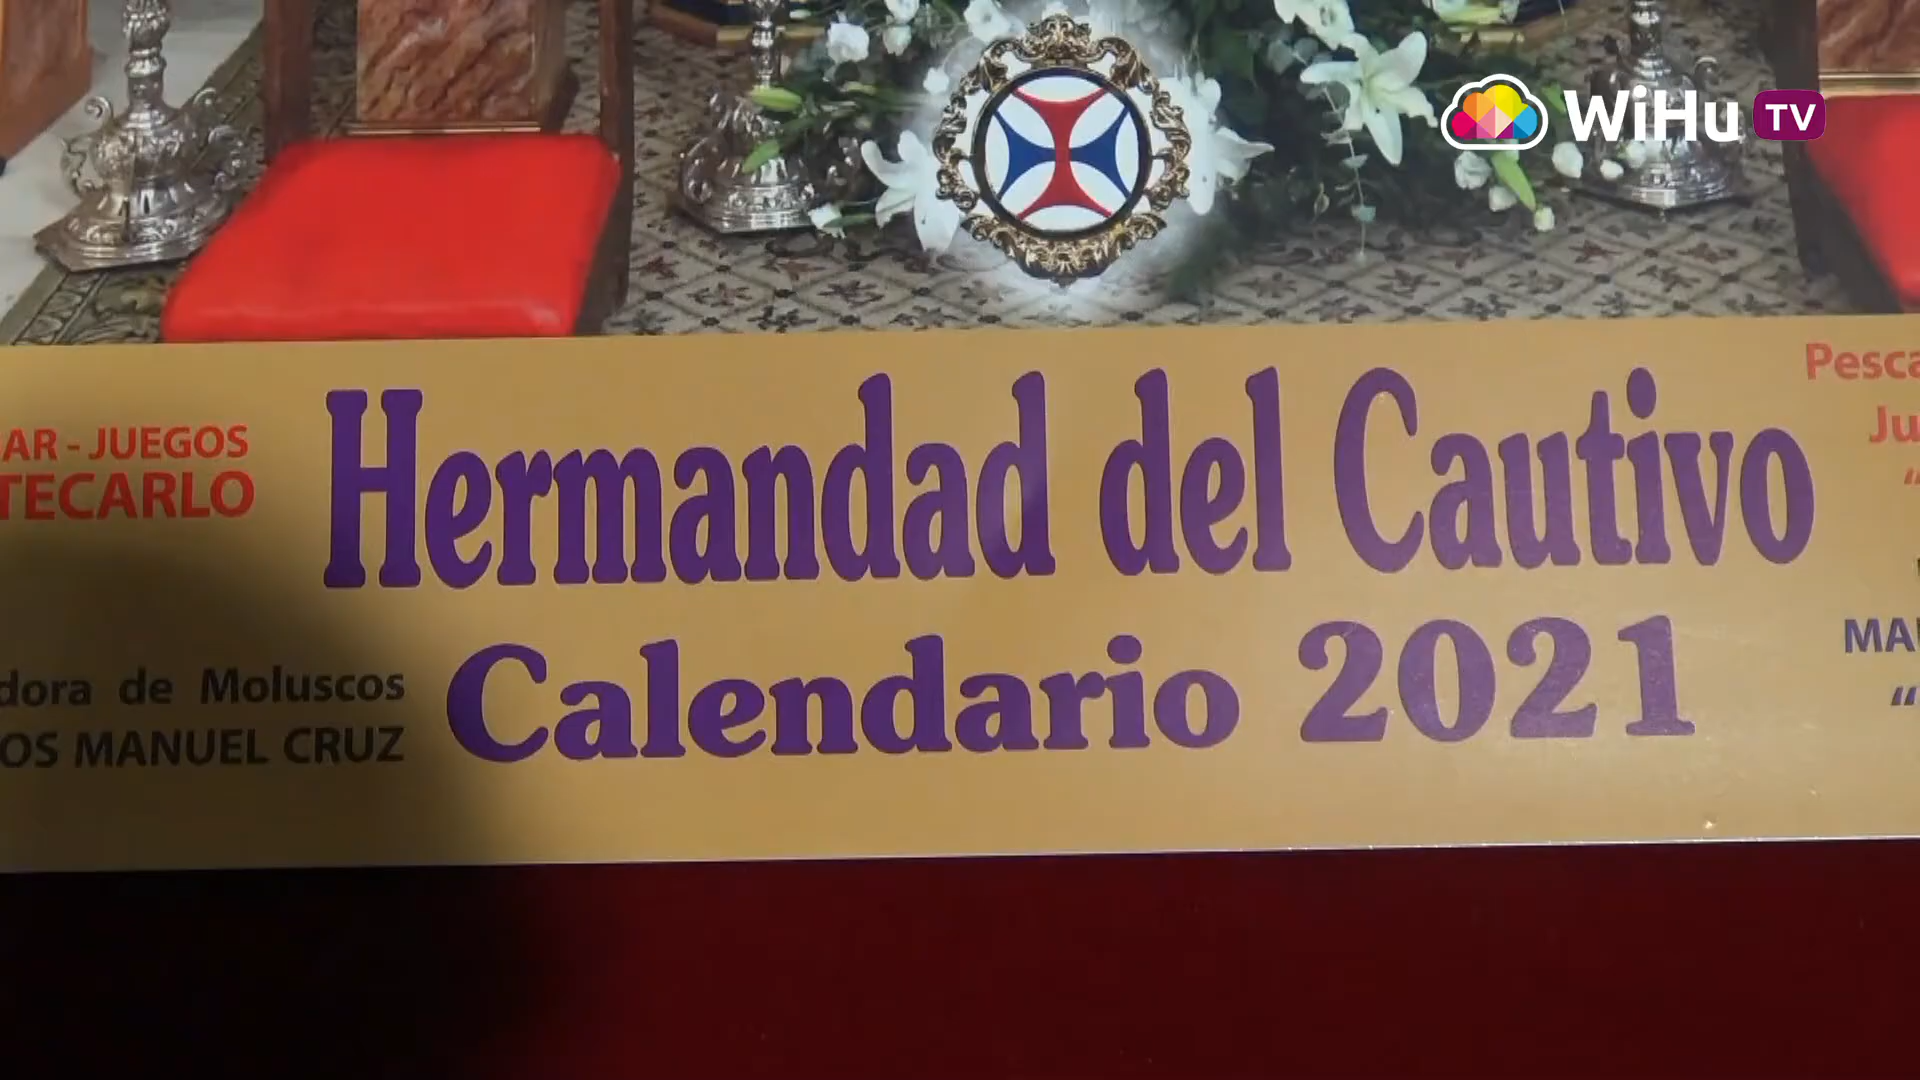 WiHu TV
AR - JUEGOS
TECARLO
Hermandad del Cautivo
Calendario 2021
dora de Moluscos
OS MANUEL CRUZ
Pesca
Ju
MA